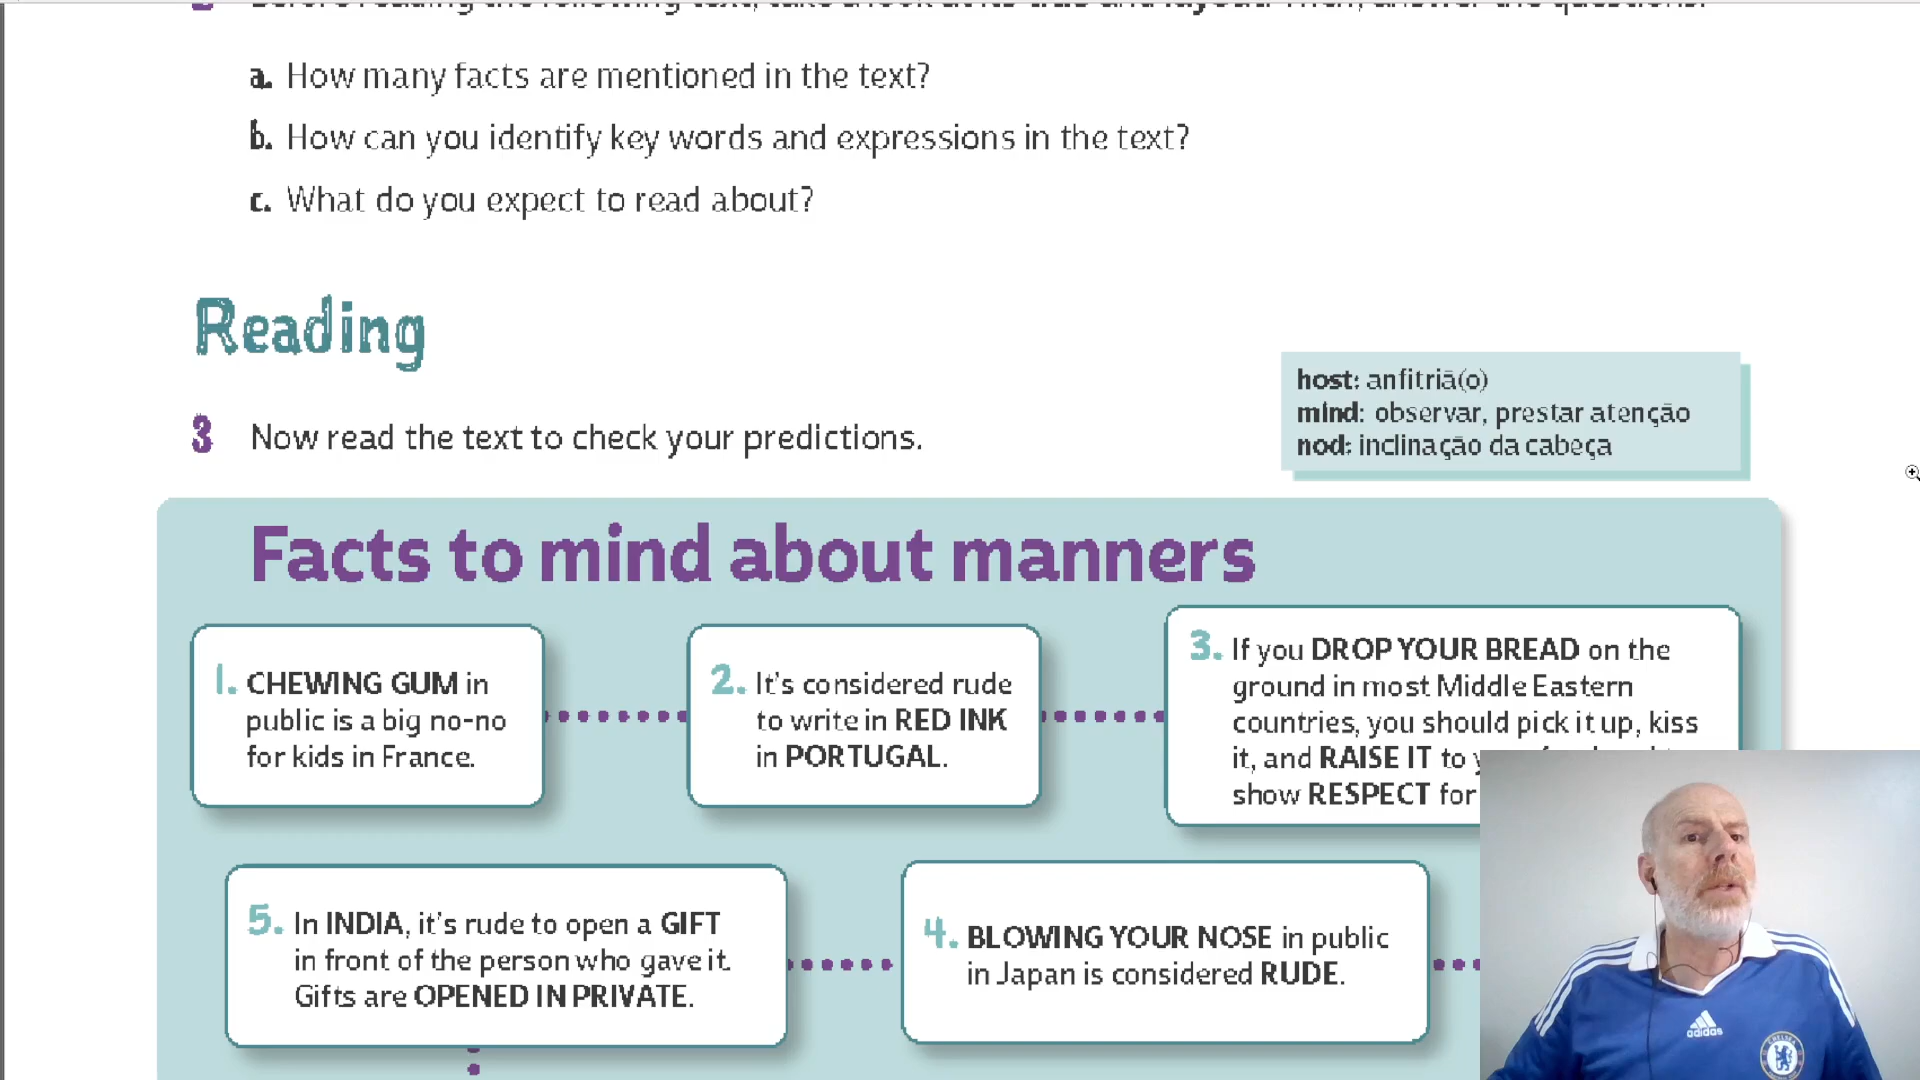 a. How many facts are mentioned in the text?
b. How can you identify key words and expressions in the text?
c. What do you expect to read about?
Reading
3 Now read the text to check your predictions.
host: anfitriã(o)
mind: observar, prestar atenção
nod: inclinação da cabeça
Facts to mind about manners
1. CHEWING GUM in
public is a big no-no
for kids in France.
2. It's considered rude
to write in RED INK
in PORTUGAL.
3. If you DROP YOUR BREAD on the
ground in most Middle Eastern
countries, you should pick it up, kiss
it, and RAISE IT to
show RESPECT for
5. In INDIA, it's rude to open a GIFT
in front of the person who gave it.
Gifts are OPENED IN PRIVATE.
4. BLOWING YOUR NOSE in public
in Japan is considered RUDE.
adidas